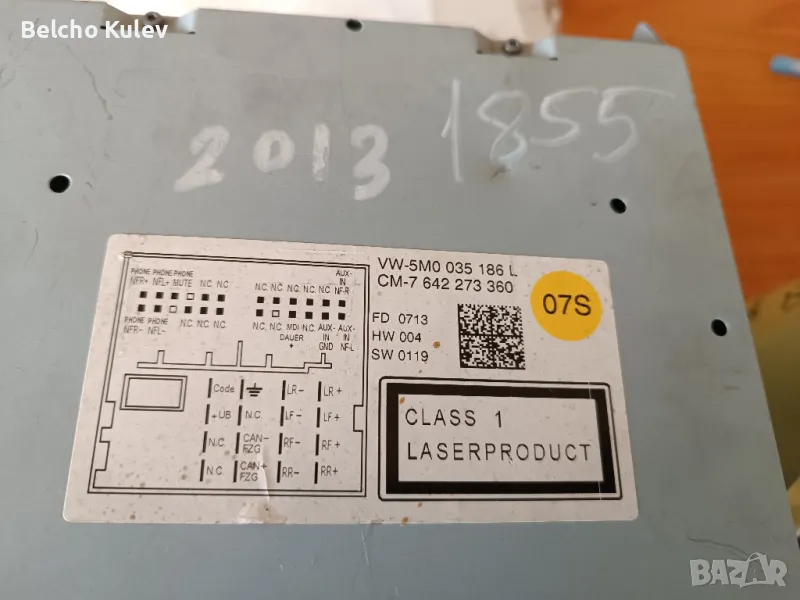 Belcho Kulev
2013 1855
VW-5M0 035 186 L
CM-7 642 273 360
07S
FD 0713
HW 004
SW 0119
CLASS 1
LASERPRODUCT
PHONE PHONE PHONE
NFR+ NFL+ MUTE N.C. N.C.
PHONE PHONE
NFR- NFL- N.C. N.C. N.C.
AUX-
IN
N.C. N.C. N.C. N.C. NF-R
N.C. N.C. MDI- N.C. AUX- AUX-
DAUER IN IN
+ GND NF-L
Code LR- LR+
+UB N.C. LF- LF+
N.C. CAN- RF- RF+
FZG
N.C. CAN+ RR- RR+
FZG
BAZAR